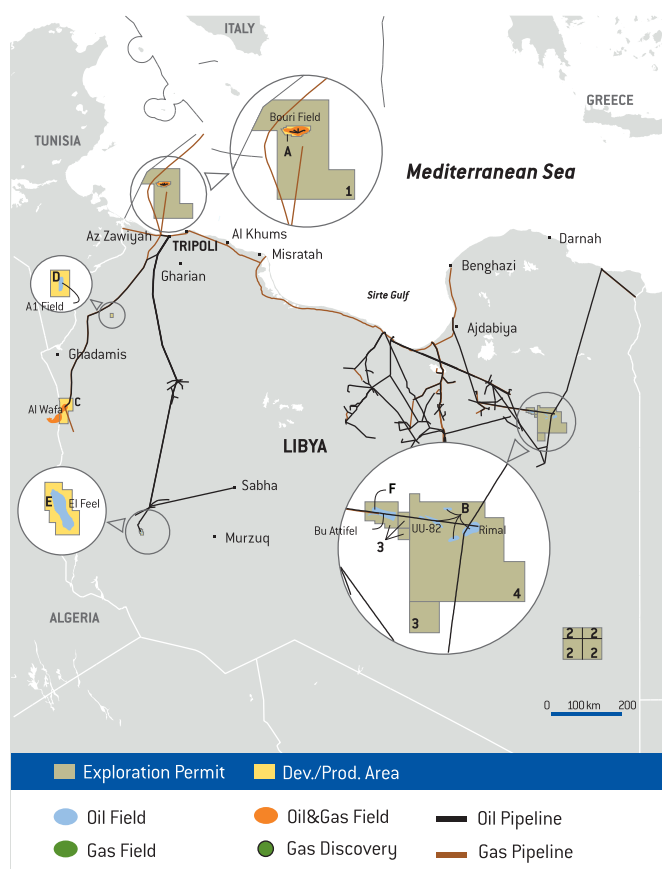 ITALY
GREECE
TUNISIA
Bouri Field
A
1
Mediterranean Sea
Az Zawiyah
TRIPOLI
Al Khums
Misratah
Gharian
Darnah
Benghazi
Sirte Gulf
Ajdabiya
D
A1 Field
Ghadamis
Al Wafa
C
LIBYA
E
El Feel
Sabha
Murzuq
F
B
Bu Attifel
UU-82
Rimal
3
4
3
ALGERIA
2 2
2 2
0 100 km 200
Exploration Permit
Dev./Prod. Area
Oil Field
Oil&Gas Field
Oil Pipeline
Gas Field
Gas Discovery
Gas Pipeline